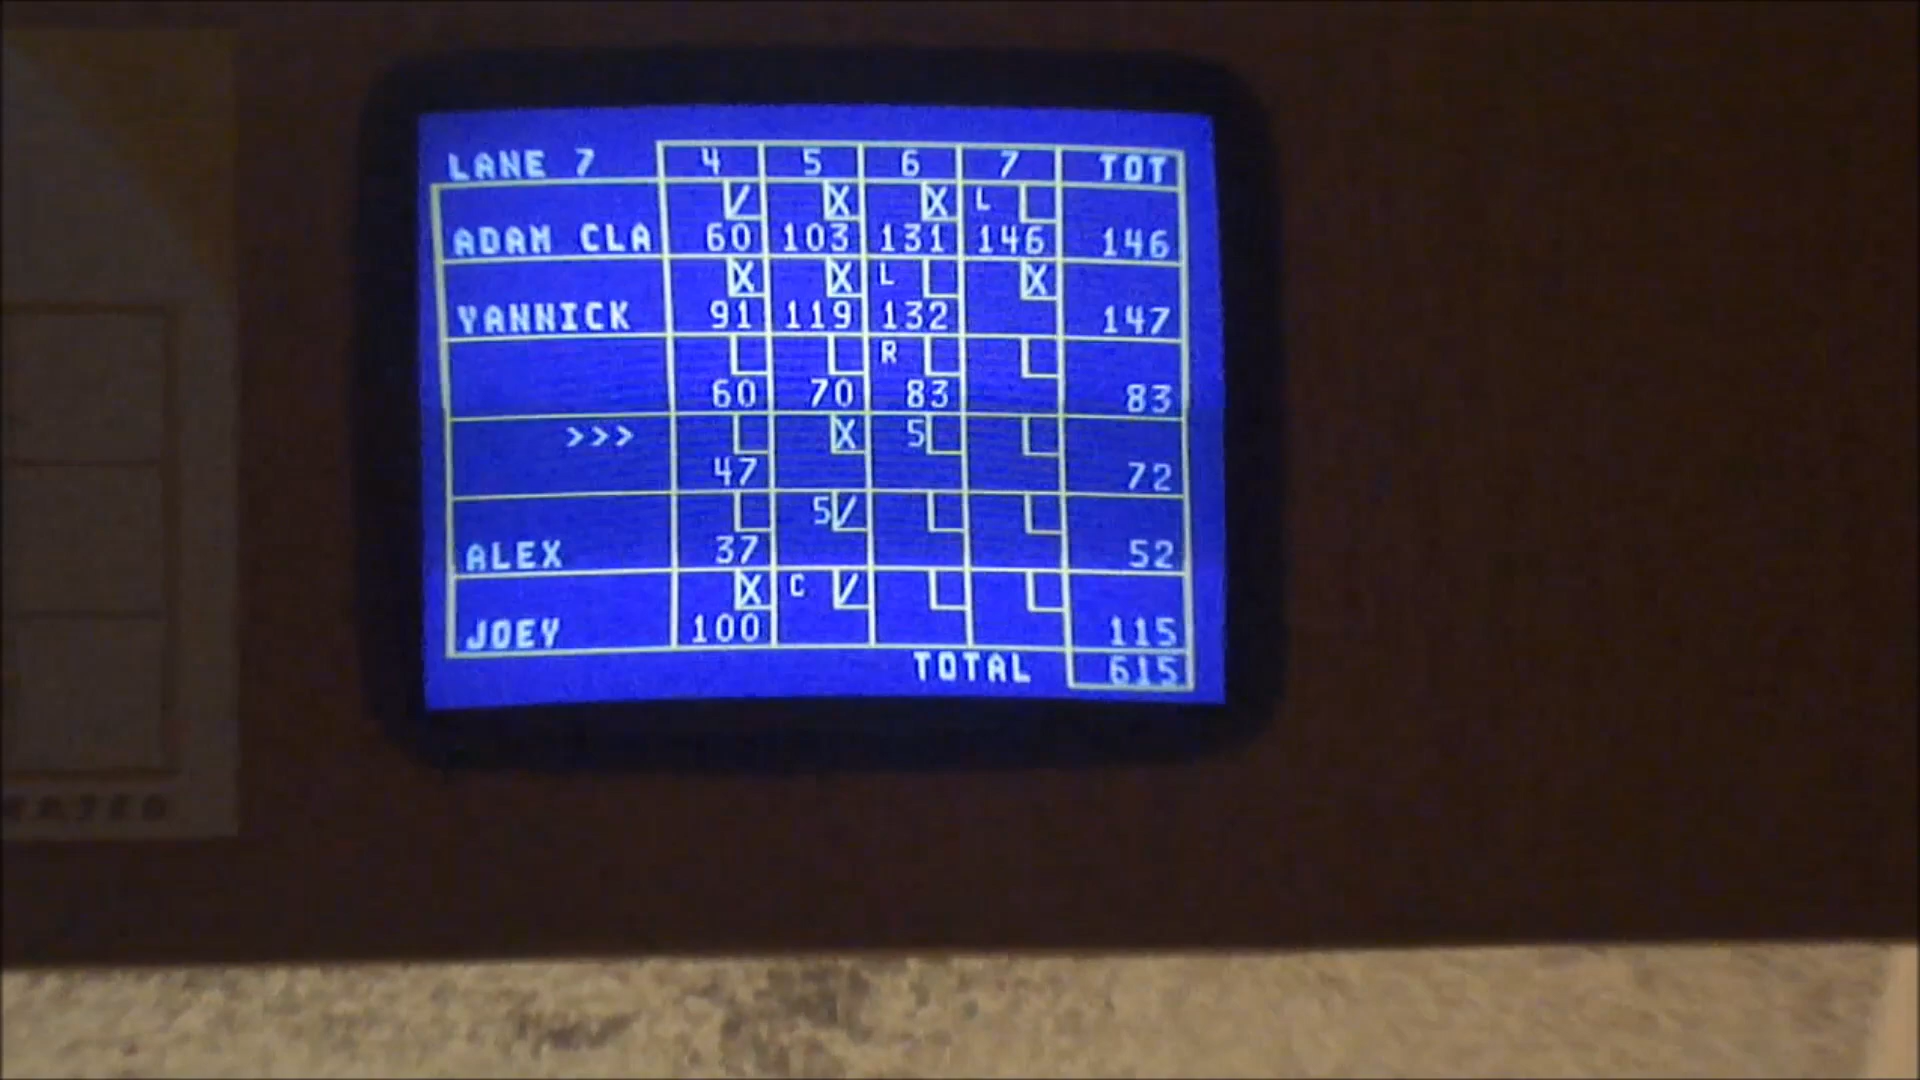 LANE 7 4 5 6 7 TOT
/ X X L
ADAM CLA 60 103 131 146 146
X X L X
YANNICK 91 119 132 147
R
60 70 83 83
>>> X 5
47 72
5 /
ALEX 37 52
X C /
JOEY 100 115
TOTAL 615